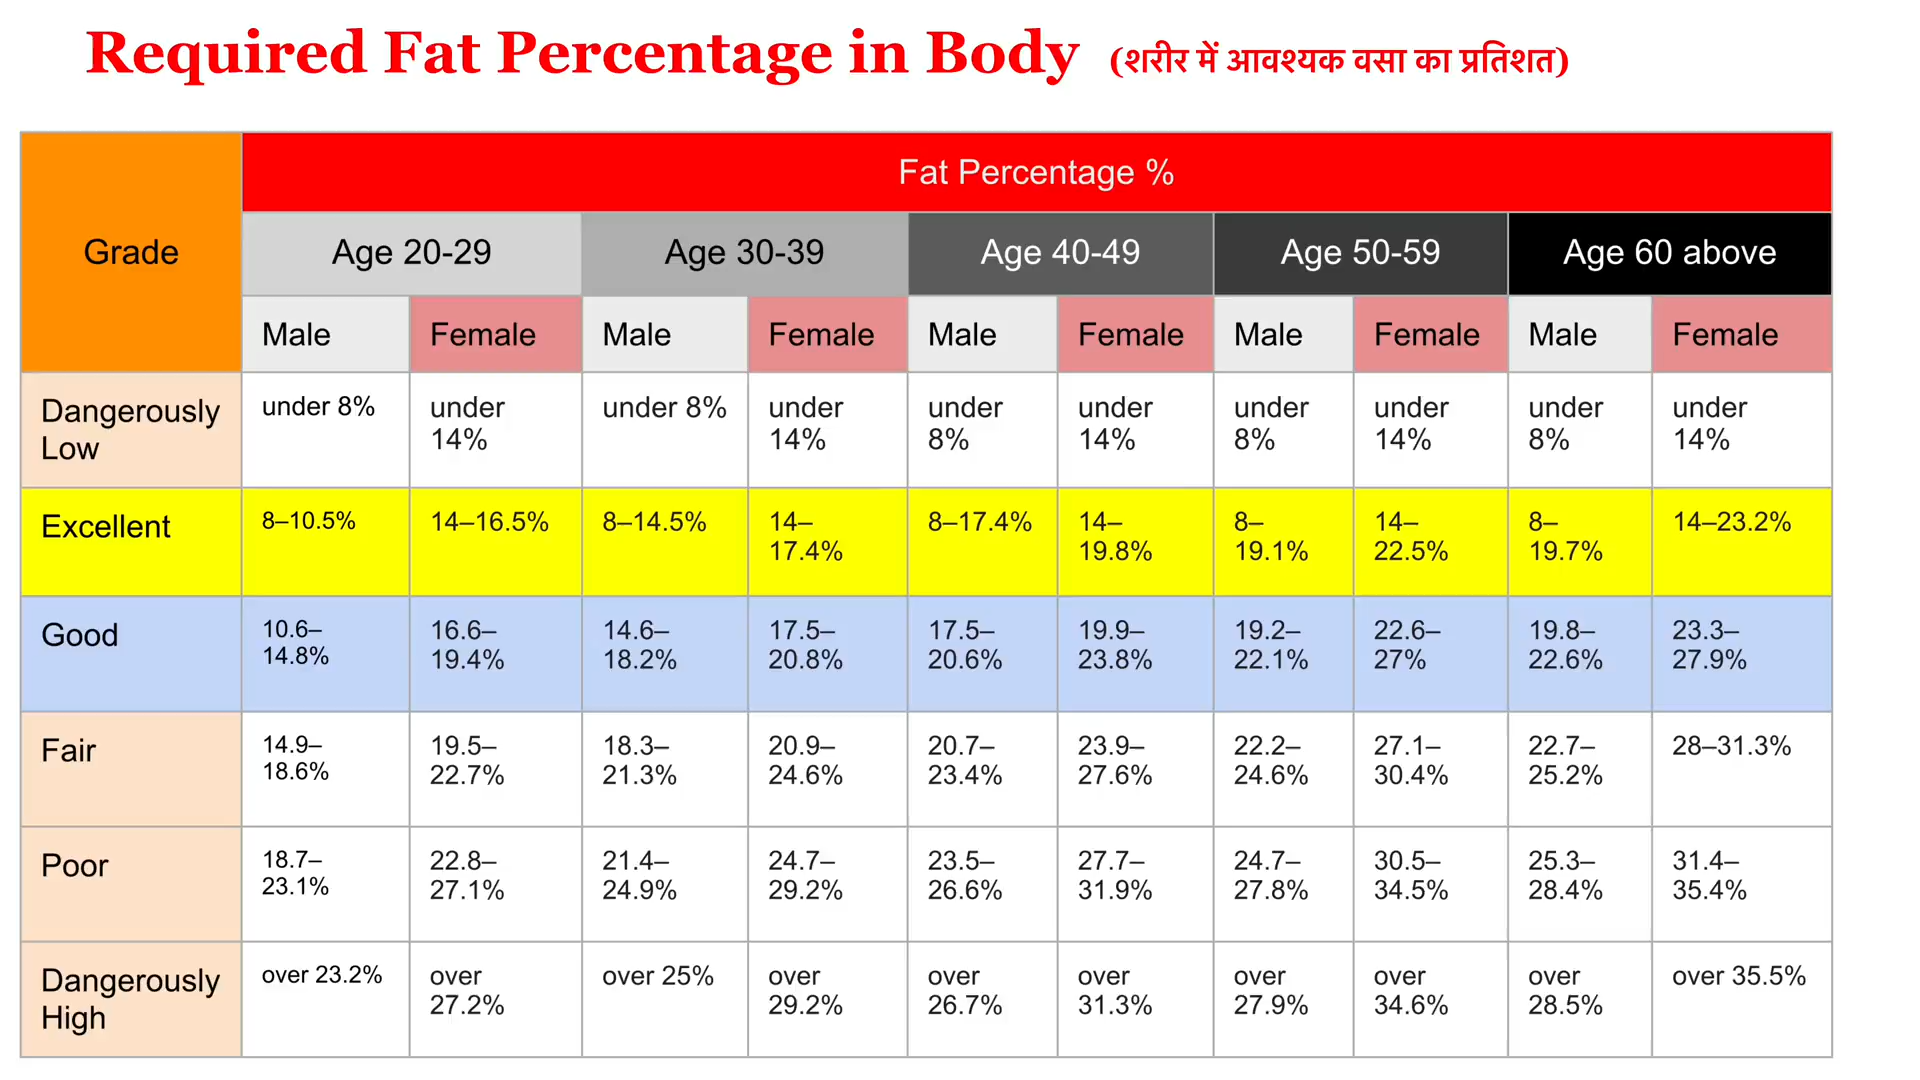 Required Fat Percentage in Body (शरीर में आवश्यक वसा का प्रतिशत)
Fat Percentage %
Grade
Age 20-29 Age 30-39 Age 40-49 Age 50-59 Age 60 above
Male Female Male Female Male Female Male Female Male Female
Dangerously
Low
under 8%
under
14%
under 8%
under
14%
under
8%
under
14%
under
8%
under
14%
under
8%
under
14%
Excellent
8–10.5%
14–16.5%
8–14.5%
14–
17.4%
8–17.4%
14–
19.8%
8–
19.1%
14–
22.5%
8–
19.7%
14–23.2%
Good
10.6–
14.8%
16.6–
19.4%
14.6–
18.2%
17.5–
20.8%
17.5–
20.6%
19.9–
23.8%
19.2–
22.1%
22.6–
27%
19.8–
22.6%
23.3–
27.9%
Fair
14.9–
18.6%
19.5–
22.7%
18.3–
21.3%
20.9–
24.6%
20.7–
23.4%
23.9–
27.6%
22.2–
24.6%
27.1–
30.4%
22.7–
25.2%
28–31.3%
Poor
18.7–
23.1%
22.8–
27.1%
21.4–
24.9%
24.7–
29.2%
23.5–
26.6%
27.7–
31.9%
24.7–
27.8%
30.5–
34.5%
25.3–
28.4%
31.4–
35.4%
Dangerously
High
over 23.2%
over
27.2%
over 25%
over
29.2%
over
26.7%
over
31.3%
over
27.9%
over
34.6%
over
28.5%
over 35.5%